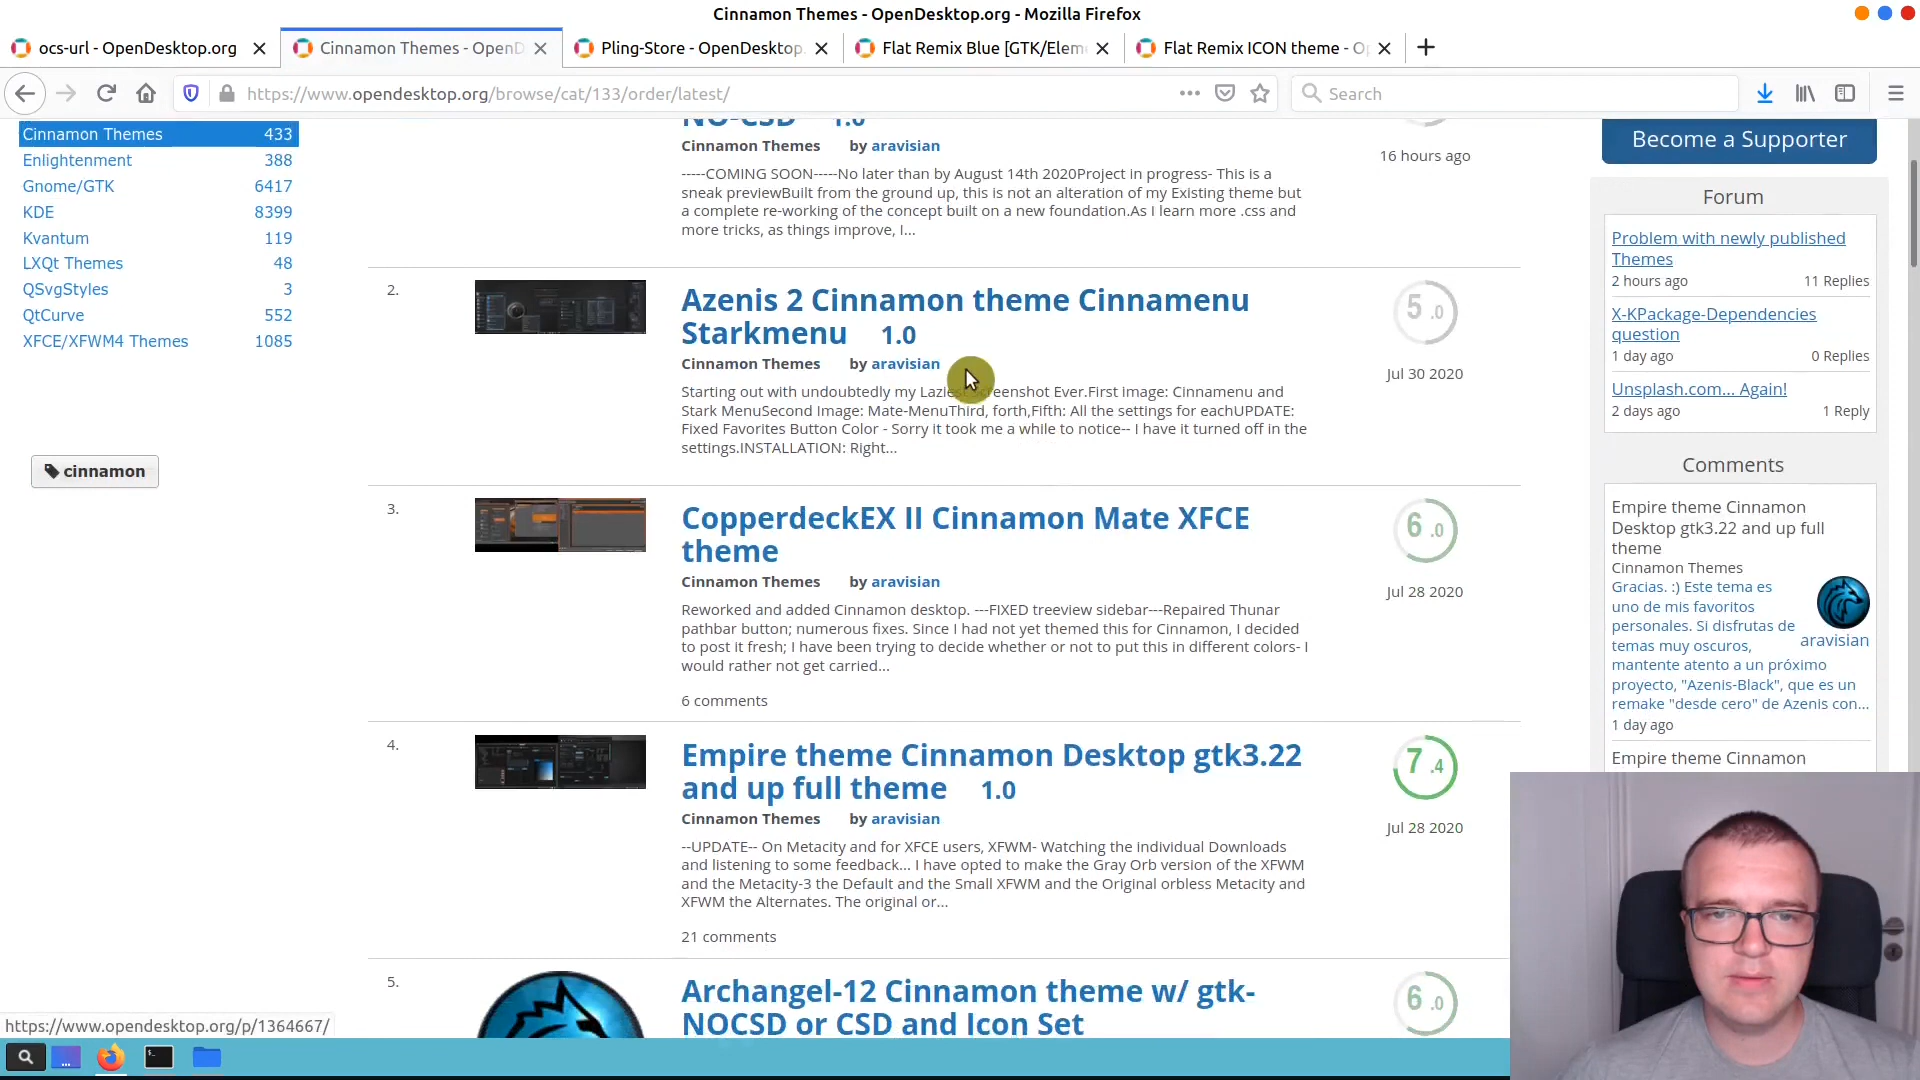 Cinnamon Themes - OpenDesktop.org - Mozilla Firefox
ocs-url - OpenDesktop.org
Cinnamon Themes - OpenD
Pling-Store - OpenDesktop.
Flat Remix Blue [GTK/Elem
Flat Remix ICON theme - O
https://www.opendesktop.org/browse/cat/133/order/latest/
Search
Cinnamon Themes 433
Enlightenment 388
Gnome/GTK 6417
KDE 8399
Kvantum 119
LXQt Themes 48
QSvgStyles 3
QtCurve 552
XFCE/XFWM4 Themes 1085
cinnamon
NO-CSD 1.0
Cinnamon Themes by aravisian
16 hours ago
-----COMING SOON-----No later than by August 14th 2020Project in progress- This is a
sneak previewBuilt from the ground up, this is not an alteration of my Existing theme but
a complete re-working of the concept built on a new foundation.As I learn more .css and
more tricks, as things improve, I...
2.
Azenis 2 Cinnamon theme Cinnamenu
Starkmenu 1.0
Cinnamon Themes by aravisian
5.0
Jul 30 2020
Starting out with undoubtedly my Laziest Screenshot Ever.First image: Cinnamenu and
Stark MenuSecond Image: Mate-MenuThird, forth,Fifth: All the settings for eachUPDATE:
Fixed Favorites Button Color - Sorry it took me a while to notice-- I have it turned off in the
settings.INSTALLATION: Right...
3.
CopperdeckEX II Cinnamon Mate XFCE
theme
Cinnamon Themes by aravisian
6.0
Jul 28 2020
Reworked and added Cinnamon desktop. ---FIXED treeview sidebar---Repaired Thunar
pathbar button; numerous fixes. Since I had not yet themed this for Cinnamon, I decided
to post it fresh; I have been trying to decide whether or not to put this in different colors- I
would rather not get carried...
6 comments
4.
Empire theme Cinnamon Desktop gtk3.22
and up full theme 1.0
Cinnamon Themes by aravisian
7.4
Jul 28 2020
--UPDATE-- On Metacity and for XFCE users, XFWM- Watching the Individual Downloads
and listening to some feedback... I have opted to make the Gray Orb version of the XFWM
and the Metacity-3 the Default and the Small XFWM and the Original orbless Metacity and
XFWM the Alternates. The original or...
21 comments
5.
Archangel-12 Cinnamon theme w/ gtk-
NOCSD or CSD and Icon Set
6.0
Become a Supporter
Forum
Problem with newly published
Themes
2 hours ago 11 Replies
X-KPackage-Dependencies
question
1 day ago 0 Replies
Unsplash.com... Again!
2 days ago 1 Reply
Comments
Empire theme Cinnamon
Desktop gtk3.22 and up full
theme
Cinnamon Themes
Gracias. :) Este tema es
uno de mis favoritos
personales. Si disfrutas de
temas muy oscuros,
aravisian
mantente atento a un próximo
proyecto, "Azenis-Black", que es un
remake "desde cero" de Azenis con...
1 day ago
Empire theme Cinnamon
https://www.opendesktop.org/p/1364667/